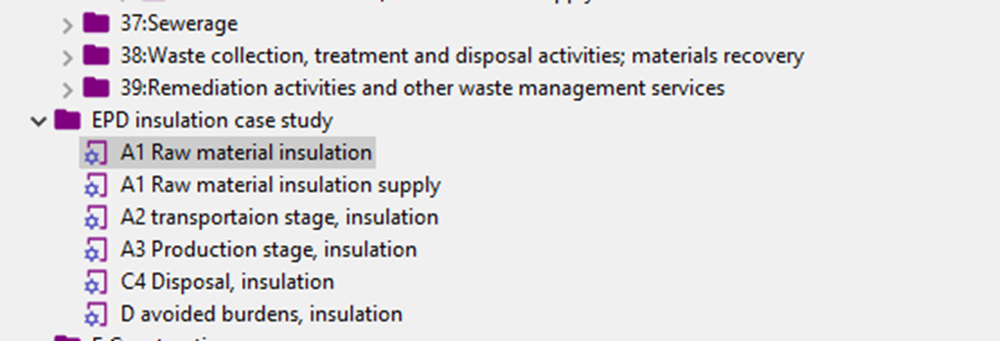 37:Sewerage
38:Waste collection, treatment and disposal activities; materials recovery
39:Remediation activities and other waste management services
EPD insulation case study
A1 Raw material insulation
A1 Raw material insulation supply
A2 transportaion stage, insulation
A3 Production stage, insulation
C4 Disposal, insulation
D avoided burdens, insulation